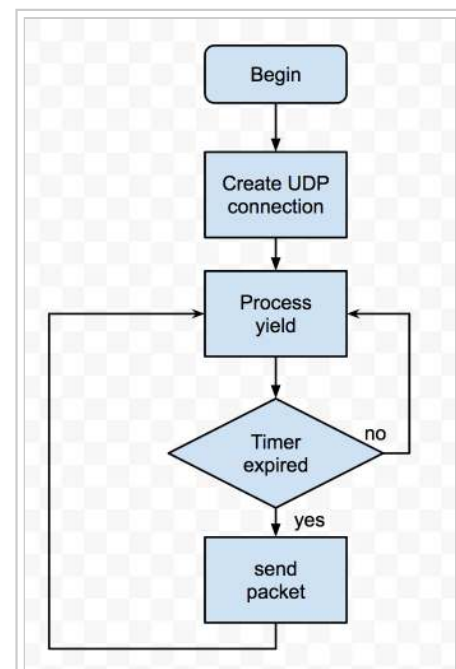 Begin
Create UDP
connection
Process
yield
Timer
expired
no
yes
send
packet